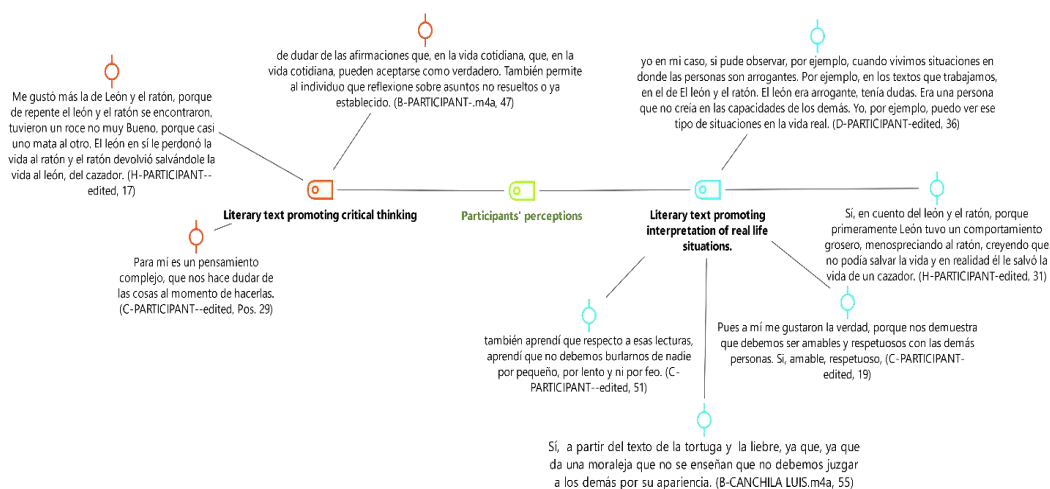 de dudar de las afirmaciones que, en la vida cotidiana, que, en la
vida cotidiana, pueden aceptarse como verdadero. También permite
al individuo que reflexione sobre asuntos no resueltos o ya
establecido. (B-PARTICIPANT-.m4a, 47)
yo en mi caso, si pude observar, por ejemplo, cuando vivimos situaciones en
donde las personas son arrogantes. Por ejemplo, en los textos que trabajamos,
en el de El león y el ratón. El león era arrogante, tenía dudas. Era una persona
que no creia en las capacidades de los demás. Yo, por ejemplo, puedo ver ese
tipo de situaciones en la vida real. (D-PARTICIPANT-edited, 36)
Me gustó más la de León y el ratón, porque
de repente el león y el ratón se encontraron,
tuvieron un roce no muy Bueno, porque casi
uno mata al otro. El león en sí le perdonó la
vida al ratón y el ratón devolvió salvándole la
vida al león, del cazador. (H-PARTICIPANT--
edited, 17)
Literary text promoting critical thinking
Participants' perceptions
Literary text promoting
interpretation of real life
situations.
Sí, en cuento del león y el ratón, porque
primeramente León tuvo un comportamiento
grosero, menospreciando al ratón, creyendo que
no podía salvar la vida y en realidad él le salvó la
vida de un cazador. (H-PARTICIPANT-edited, 31)
Para mí es un pensamiento
complejo, que nos hace dudar de
las cosas al momento de hacerlas.
(C-PARTICIPANT--edited, Pos. 29)
también aprendí que respecto a esas lecturas,
aprendí que no debemos burlarnos de nadie
por pequeño, por lento y ni por feo. (C-
PARTICIPANT--edited, 51)
Pues a mí me gustaron la verdad, porque nos demuestra
que debemos ser amables y respetuosos con las demás
personas. Si, amable, respetuoso, (C-PARTICIPANT-
edited, 19)
Sí, a partir del texto de la tortuga y la liebre, ya que, ya que
da una moraleja que no se enseñan que no debemos juzgar
a los demás por su apariencia. (B-CANCHILA LUIS.m4a, 55)